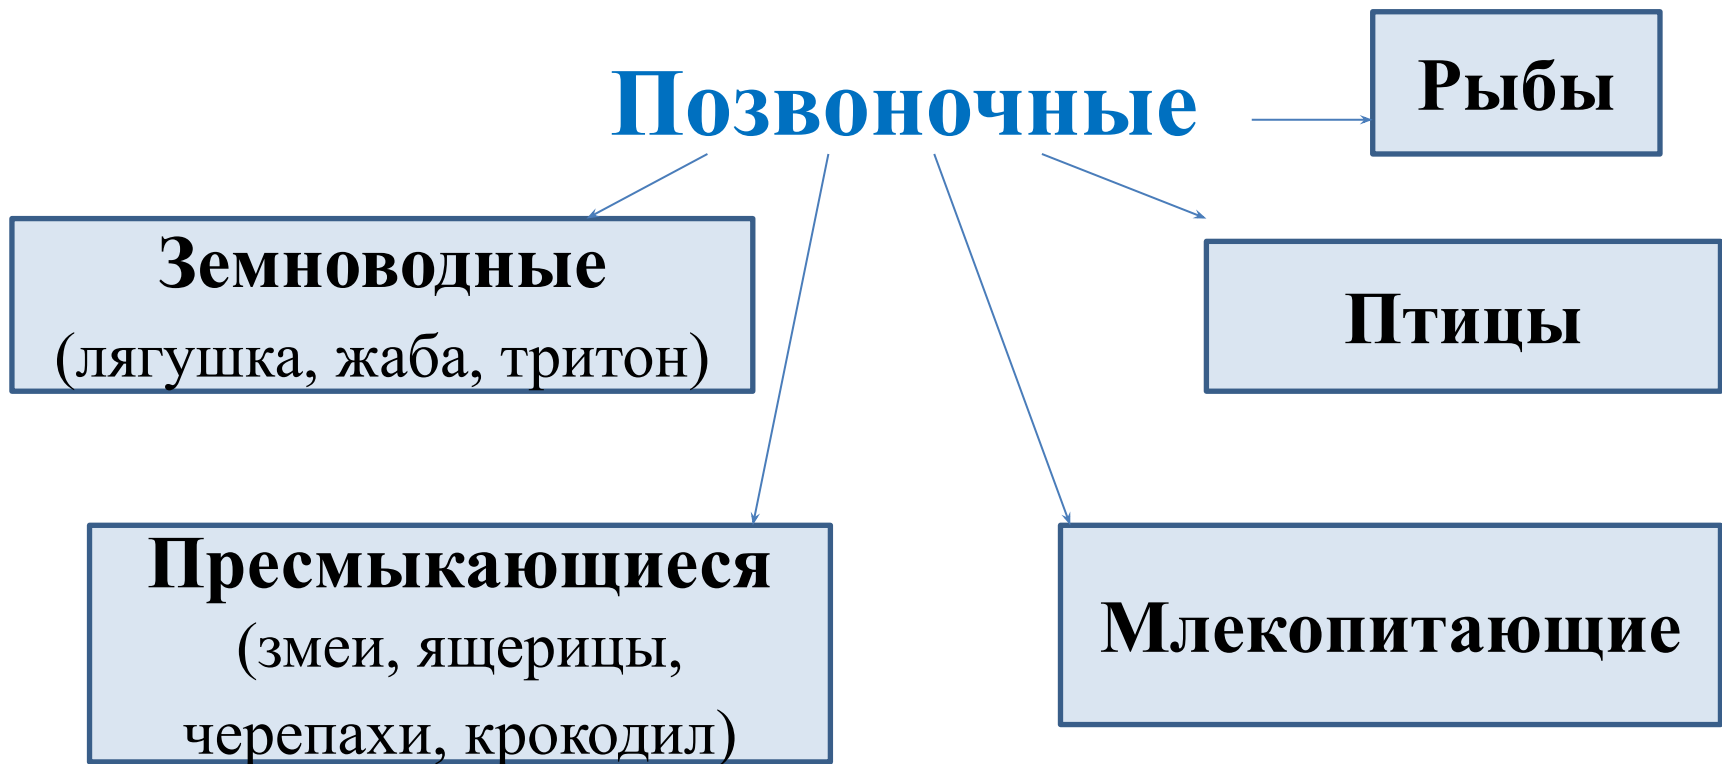 Позвоночные
Рыбы
Земноводные
(лягушка, жаба, тритон)
Птицы
Пресмыкающиеся
(змеи, ящерицы,
черепахи, крокодил)
Млекопитающие